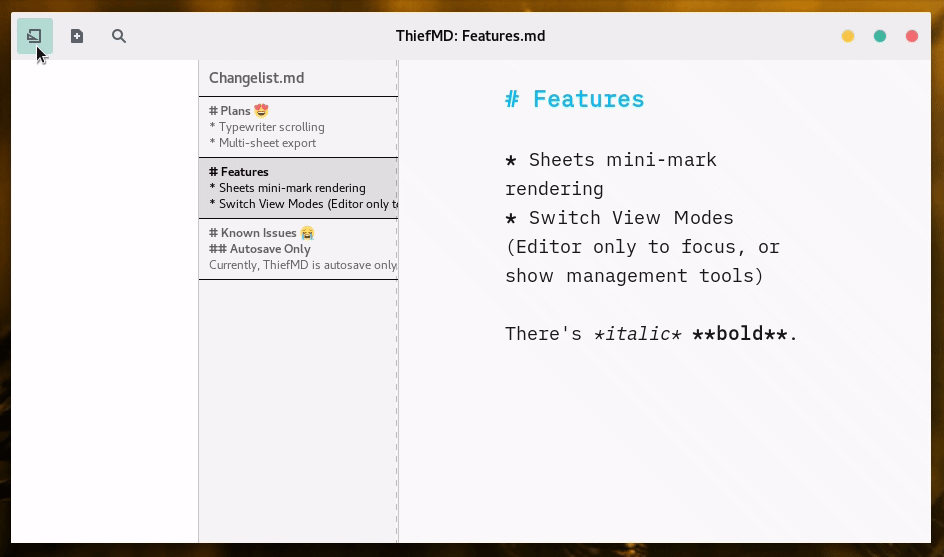 ThiefMD: Features.md
Changelist.md
# Plans 😍
* Typewriter scrolling
* Multi-sheet export
# Features
* Sheets mini-mark rendering
* Switch View Modes (Editor only to
# Known Issues 😭
## Autosave Only
Currently, ThiefMD is autosave only.
# Features
* Sheets mini-mark
rendering
* Switch View Modes
(Editor only to focus, or
show management tools)
There's *italic* **bold**.